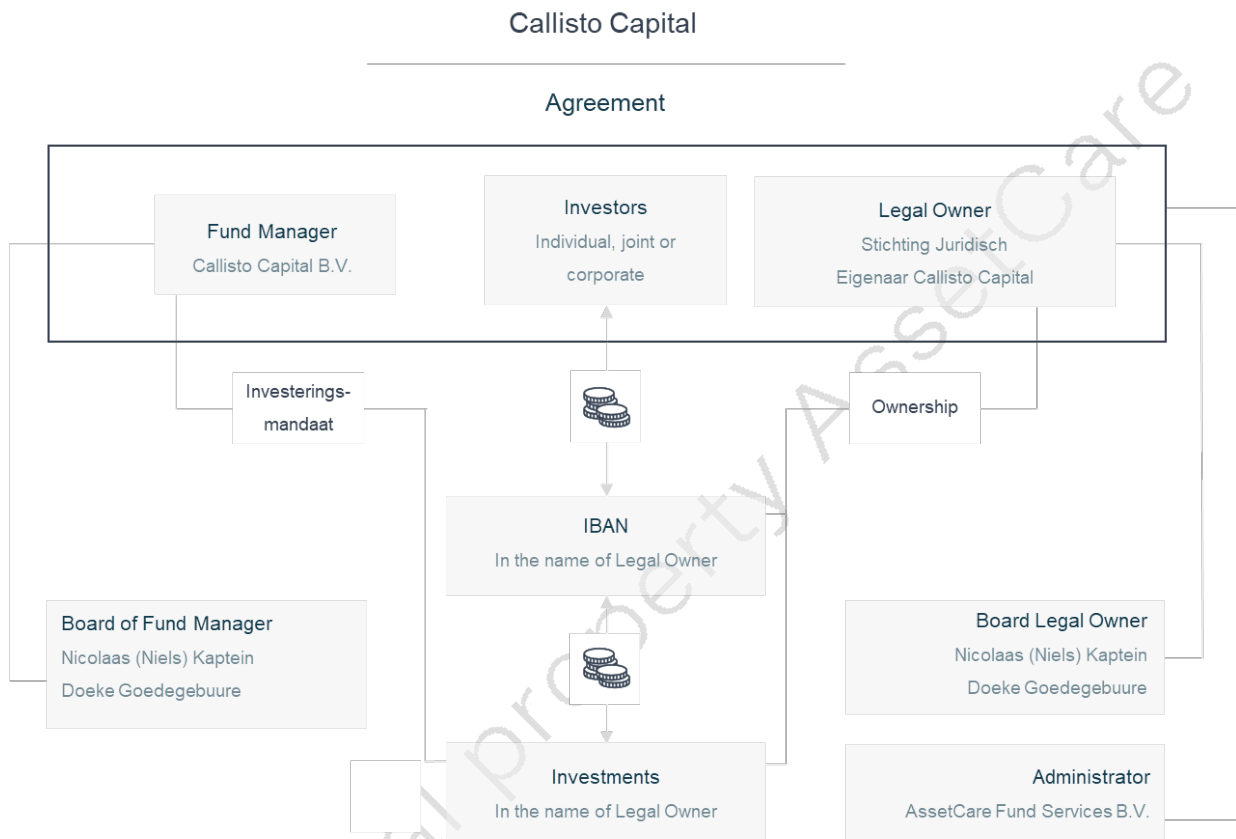 Callisto Capital
Agreement
Fund Manager
Callisto Capital B.V.
Investors
Individual, joint or
corporate
Legal Owner
Stichting Juridisch
Eigenaar Callisto Capital
Investerings-
mandaat
Ownership
IBAN
In the name of Legal Owner
Board of Fund Manager
Nicolaas (Niels) Kaptein
Doeke Goedegebuure
Board Legal Owner
Nicolaas (Niels) Kaptein
Doeke Goedegebuure
Investments
In the name of Legal Owner
Administrator
AssetCare Fund Services B.V.
property AssetCare